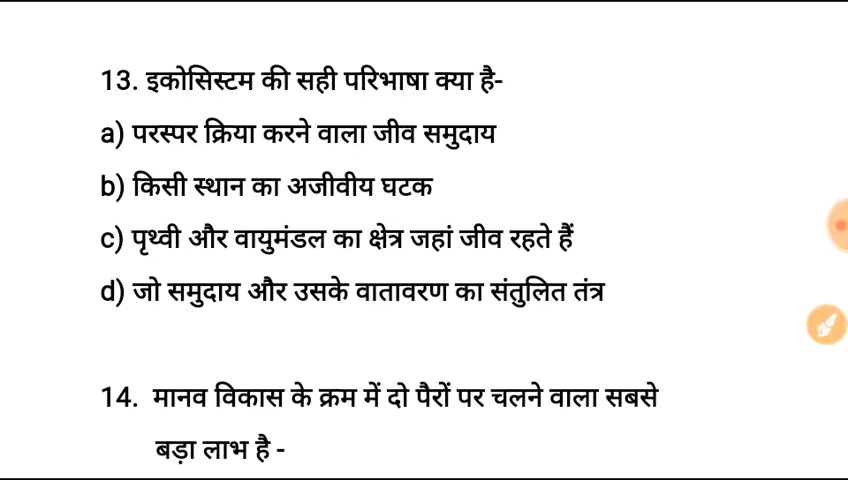 13. इकोसिस्टम की सही परिभाषा क्या है-
a) परस्पर क्रिया करने वाला जीव समुदाय
b) किसी स्थान का अजीवीय घटक
c) पृथ्वी और वायुमंडल का क्षेत्र जहां जीव रहते हैं
d) जो समुदाय और उसके वातावरण का संतुलित तंत्र
14. मानव विकास के क्रम में दो पैरों पर चलने वाला सबसे
बड़ा लाभ है -